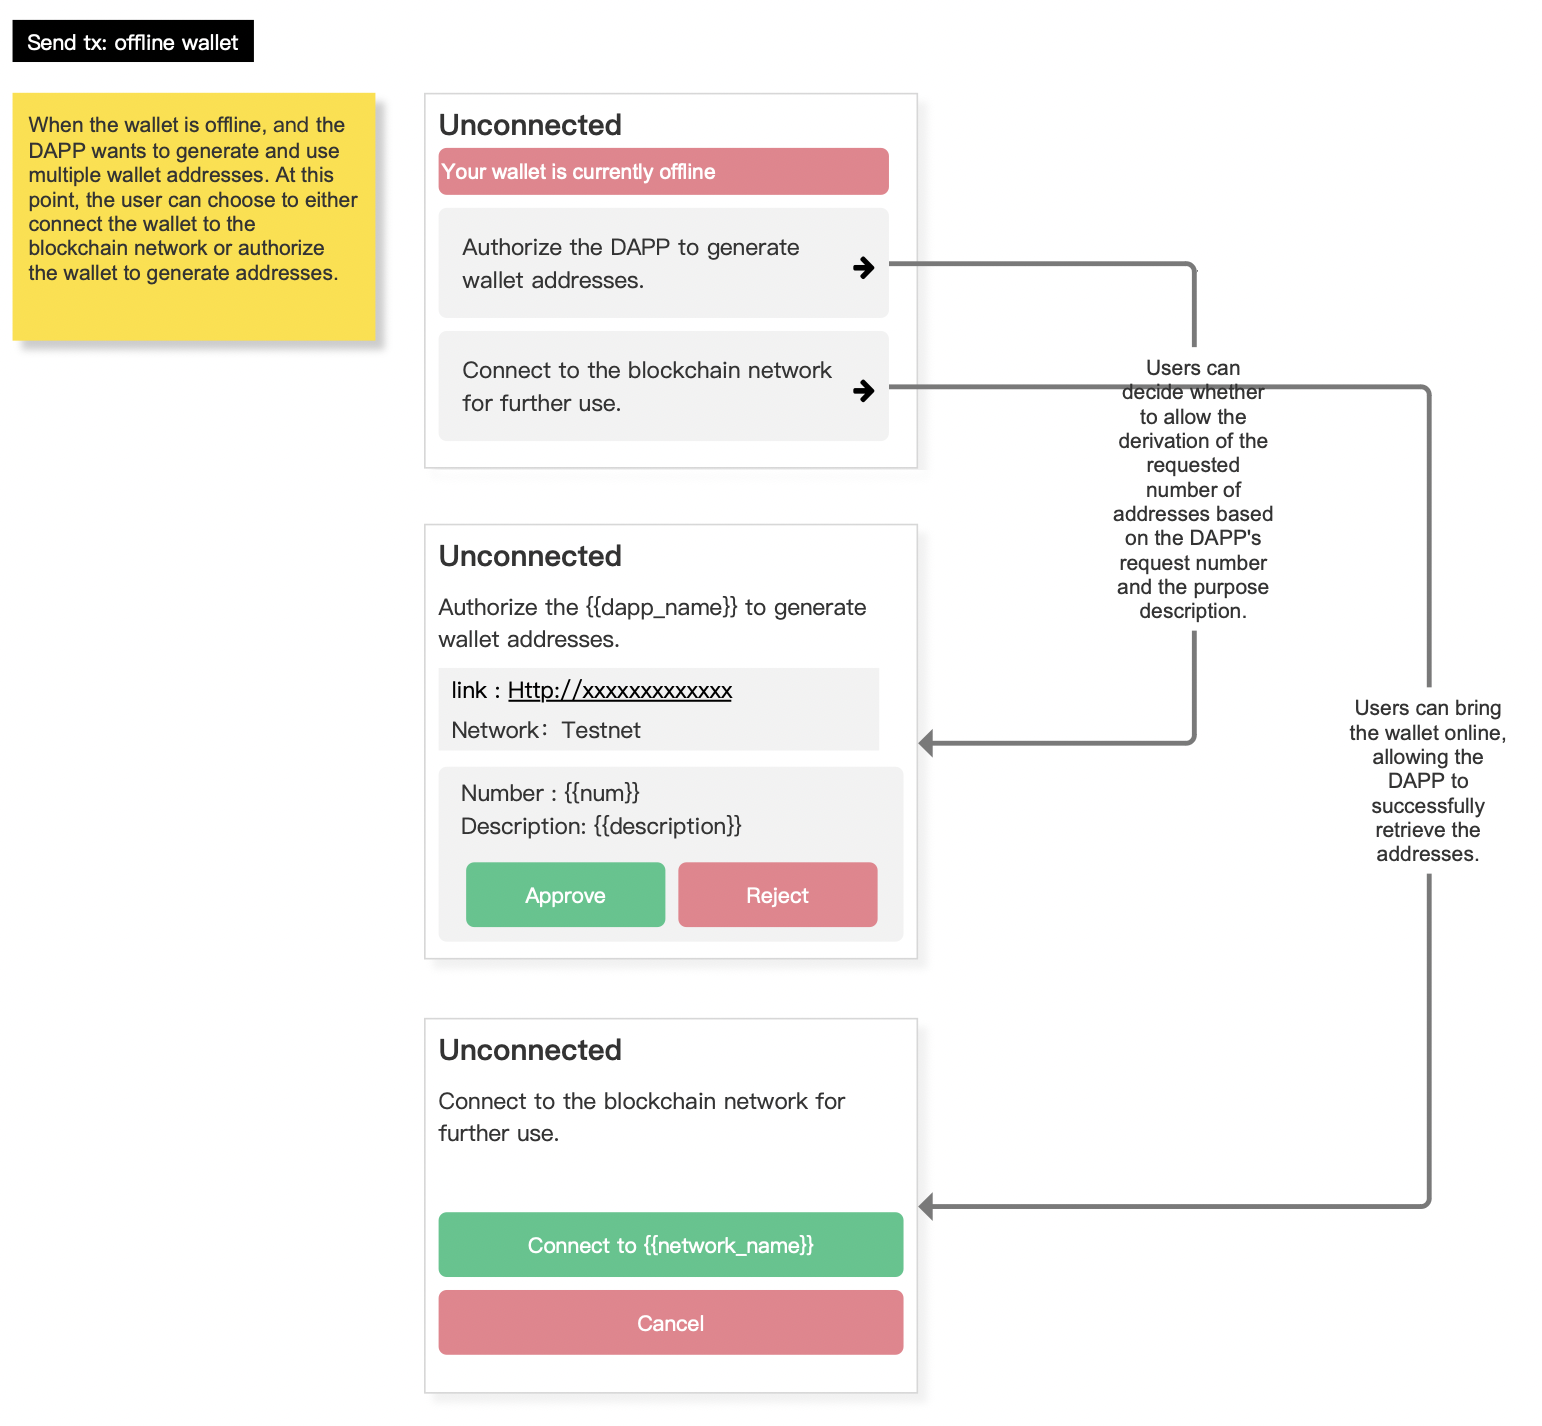 Send tx: offline wallet
When the wallet is offline, and the
DAPP wants to generate and use
multiple wallet addresses. At this
point, the user can choose to either
connect the wallet to the
blockchain network or authorize
the wallet to generate addresses.
Unconnected
Your wallet is currently offline
Authorize the DAPP to generate
wallet addresses.
Connect to the blockchain network
for further use.
Users can
decide whether
to allow the
derivation of the
requested
number of
addresses based
on the DAPP's
request number
and the purpose
description.
Unconnected
Authorize the {{dapp_name}} to generate
wallet addresses.
link : Http://xxxxxxxxxxxxx
Network：Testnet
Number : {{num}}
Description: {{description}}
Approve
Reject
Users can bring
the wallet online,
allowing the
DAPP to
successfully
retrieve the
addresses.
Unconnected
Connect to the blockchain network for
further use.
Connect to {{network_name}}
Cancel